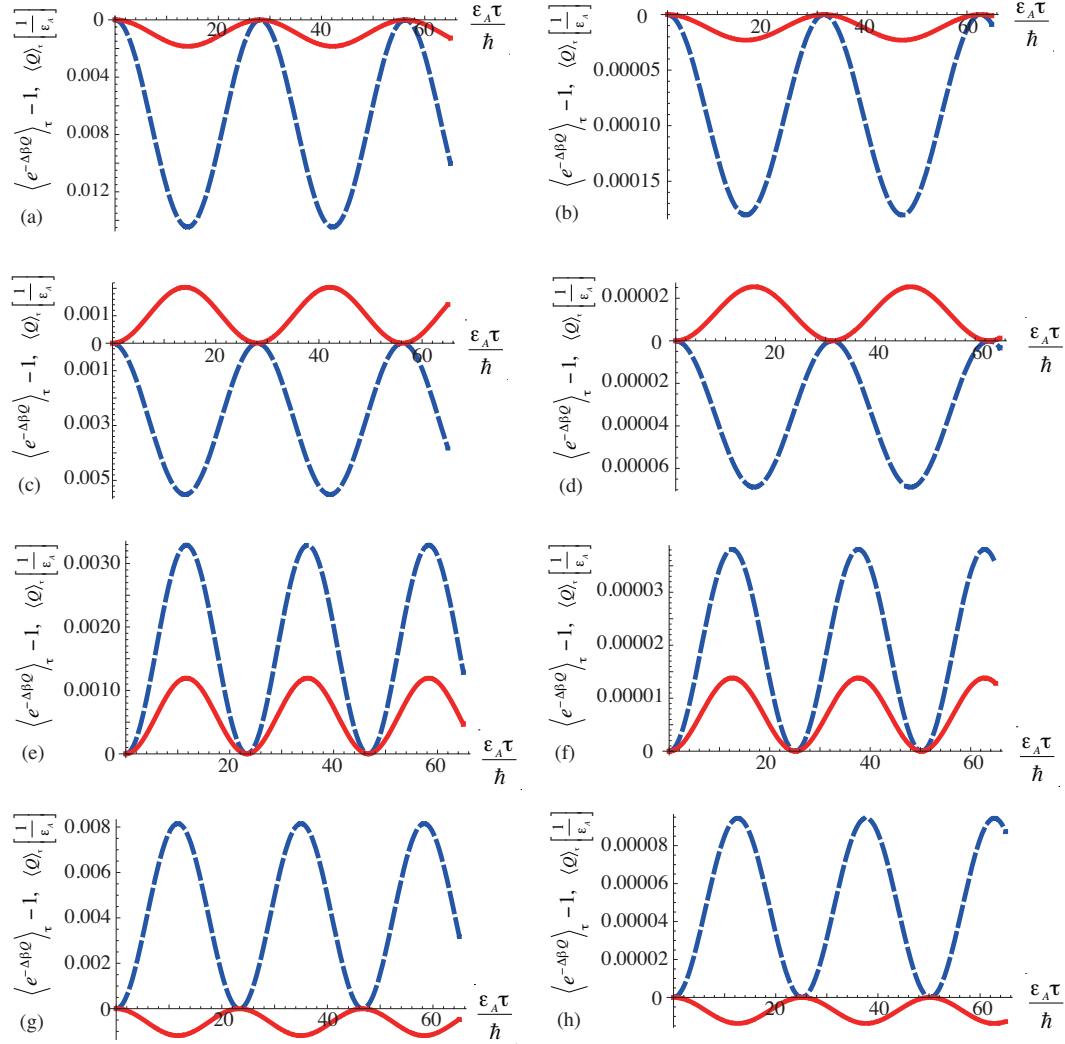 ⟨e^{-ΔβQ}⟩_τ − 1, ⟨Q⟩_τ [1/ε_A]
0
0.004
0.008
0.012
20
40
60
ε_A τ / ħ
(a)
⟨e^{-ΔβQ}⟩_τ − 1, ⟨Q⟩_τ [1/ε_A]
0
0.00005
0.00010
0.00015
20
40
60
ε_A τ / ħ
(b)
⟨e^{-ΔβQ}⟩_τ − 1, ⟨Q⟩_τ [1/ε_A]
0.001
0
0.001
0.003
0.005
20
40
60
ε_A τ / ħ
(c)
⟨e^{-ΔβQ}⟩_τ − 1, ⟨Q⟩_τ [1/ε_A]
0.00002
0
0.00002
0.00004
0.00006
20
40
60
ε_A τ / ħ
(d)
⟨e^{-ΔβQ}⟩_τ − 1, ⟨Q⟩_τ [1/ε_A]
0.0030
0.0020
0.0010
0
20
40
60
ε_A τ / ħ
(e)
⟨e^{-ΔβQ}⟩_τ − 1, ⟨Q⟩_τ [1/ε_A]
0.00003
0.00002
0.00001
0
20
40
60
ε_A τ / ħ
(f)
⟨e^{-ΔβQ}⟩_τ − 1, ⟨Q⟩_τ [1/ε_A]
0.008
0.006
0.004
0.002
0
20
40
60
ε_A τ / ħ
(g)
⟨e^{-ΔβQ}⟩_τ − 1, ⟨Q⟩_τ [1/ε_A]
0.00008
0.00006
0.00004
0.00002
0
20
40
60
ε_A τ / ħ
(h)